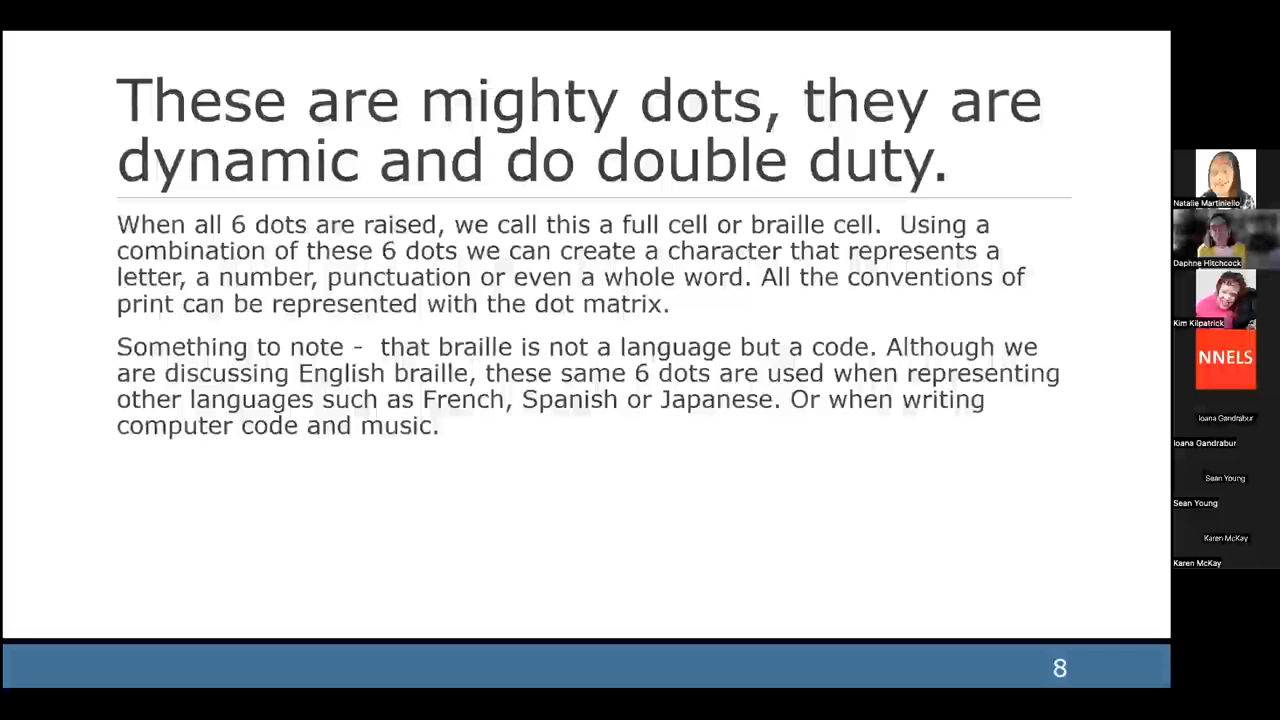 These are mighty dots, they are
dynamic and do double duty.
When all 6 dots are raised, we call this a full cell or braille cell.  Using a
combination of these 6 dots we can create a character that represents a
letter, a number, punctuation or even a whole word. All the conventions of
print can be represented with the dot matrix.
Something to note -  that braille is not a language but a code. Although we
are discussing English braille, these same 6 dots are used when representing
other languages such as French, Spanish or Japanese. Or when writing
computer code and music.
8
Natalie Martiniello
Daphne Hitchcock
Kim Kilpatrick
NNELS
Ioana Gandrabur
Ioana Gandrabur
Sean Young
Sean Young
Karen McKay
Karen McKay